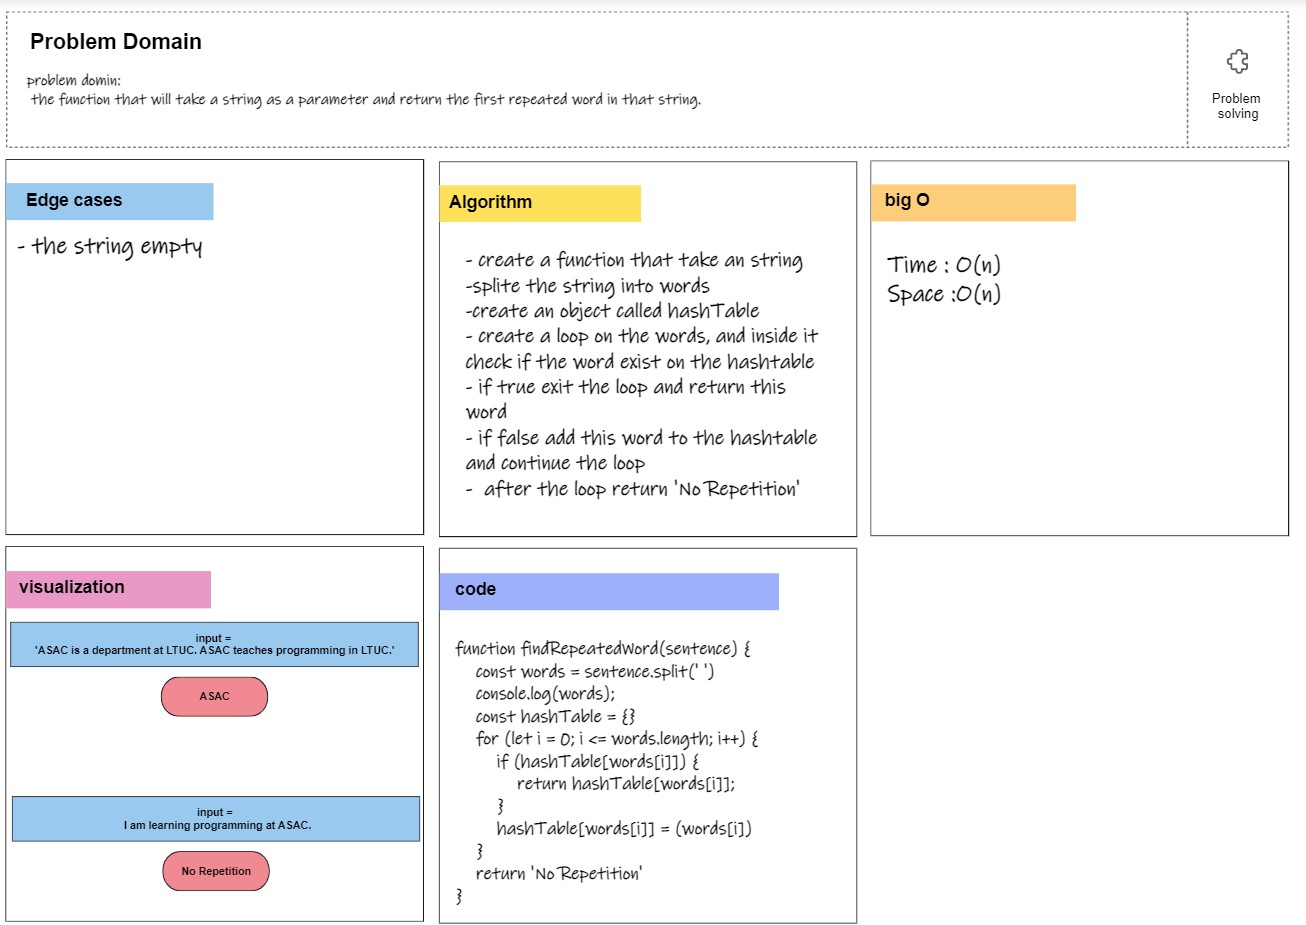 Problem Domain
problem domin:
the function that will take a string as a parameter and return the first repeated word in that string.
Problem
solving
Edge cases
- the string empty
Algorithm
- create a function that take an string
-splite the string into words
-create an object called hashTable
- create a loop on the words, and inside it
check if the word exist on the hashtable
- if true exit the loop and return this
word
- if false add this word to the hashtable
and continue the loop
- after the loop return 'No Repetition'
big O
Time : O(n)
Space :O(n)
visualization
input =
'ASAC is a department at LTUC. ASAC teaches programming in LTUC.'
ASAC
input =
I am learning programming at ASAC.
No Repetition
code
function findRepeatedWord(sentence) {
const words = sentence.split(' ')
console.log(words);
const hashTable = {}
for (let i = 0; i <= words.length; i++) {
if (hashTable[words[i]]) {
return hashTable[words[i]];
}
hashTable[words[i]] = (words[i])
}
return 'No Repetition'
}